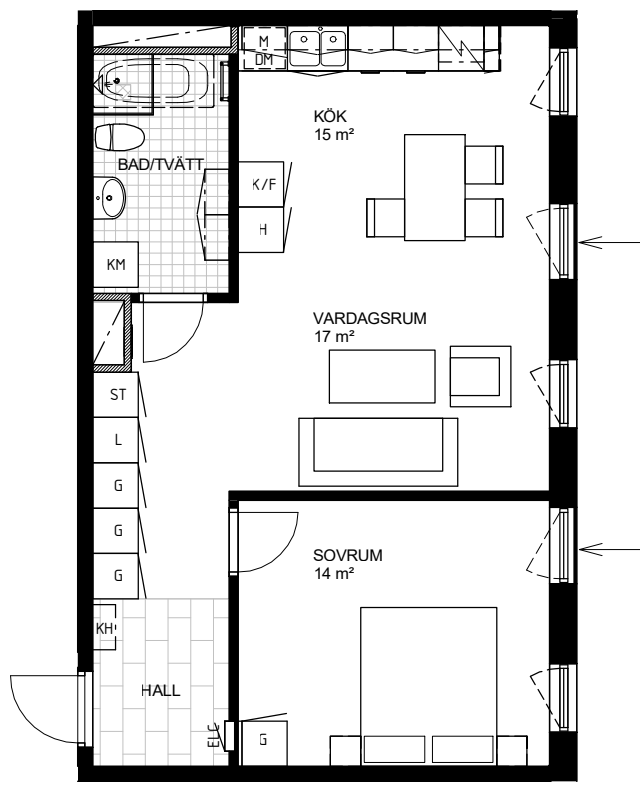 M
DM
KÖK
15 m²
BAD/TVÄTT
K/F
H
KM
VARDAGSRUM
17 m²
ST
L
G
G
G
SOVRUM
14 m²
KH
HALL
ELC
G